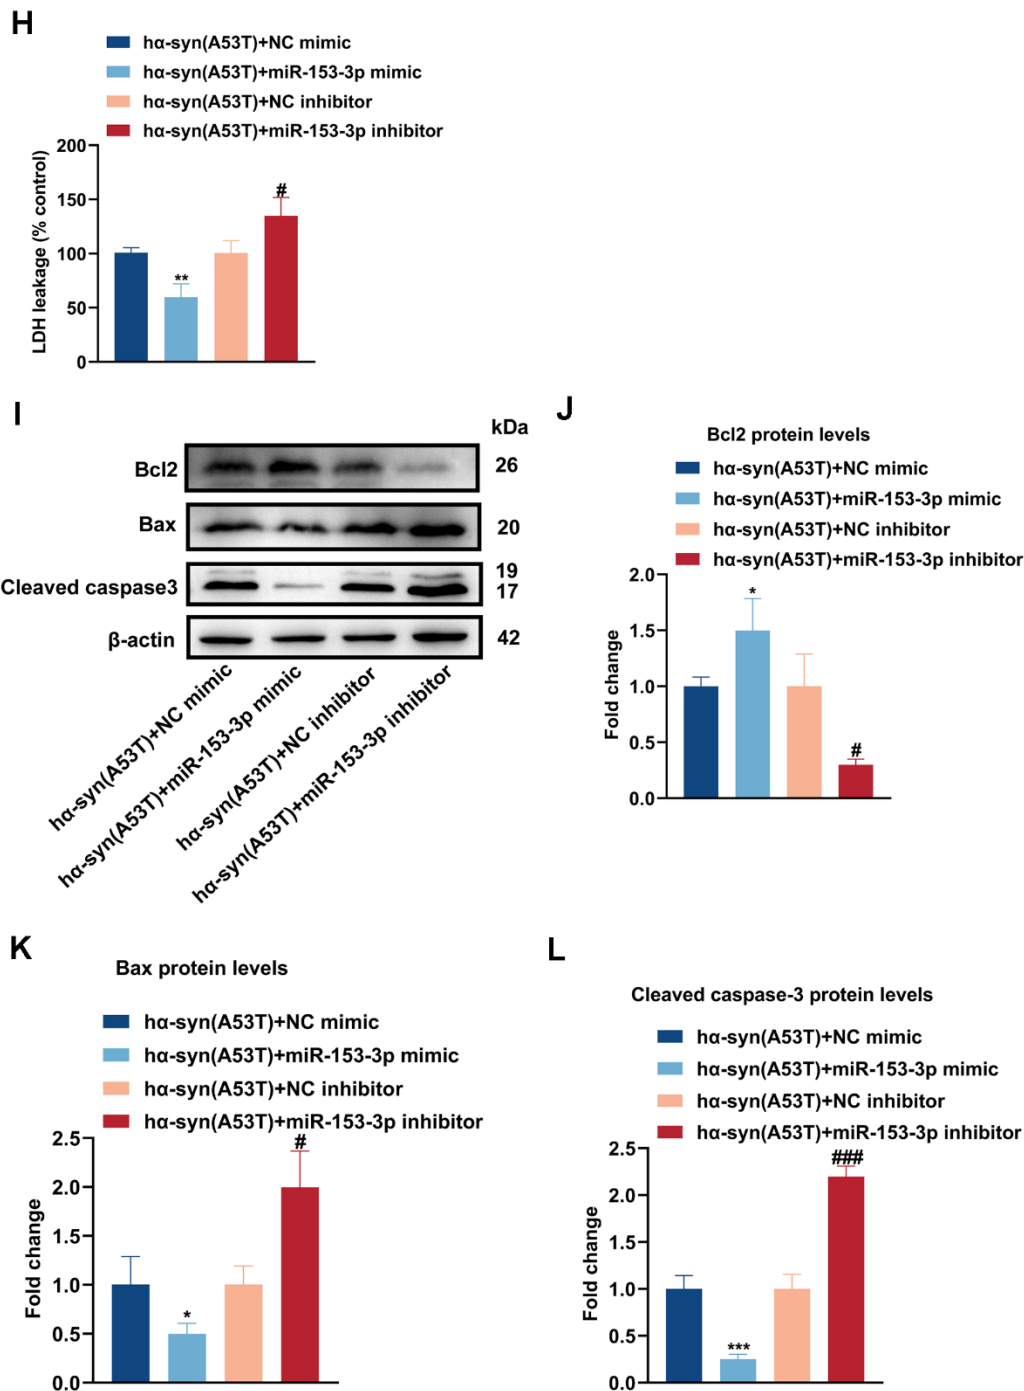 H
hα-syn(A53T)+NC mimic
hα-syn(A53T)+miR-153-3p mimic
hα-syn(A53T)+NC inhibitor
hα-syn(A53T)+miR-153-3p inhibitor
LDH leakage (% control)
200
150
100
50
0
**
#
I
kDa
Bcl2
26
Bax
20
Cleaved caspase3
19
17
β-actin
42
hα-syn(A53T)+NC mimic
hα-syn(A53T)+miR-153-3p mimic
hα-syn(A53T)+NC inhibitor
hα-syn(A53T)+miR-153-3p inhibitor
J
Bcl2 protein levels
hα-syn(A53T)+NC mimic
hα-syn(A53T)+miR-153-3p mimic
hα-syn(A53T)+NC inhibitor
hα-syn(A53T)+miR-153-3p inhibitor
Fold change
2.0
1.5
1.0
0.5
0.0
*
#
K
Bax protein levels
hα-syn(A53T)+NC mimic
hα-syn(A53T)+miR-153-3p mimic
hα-syn(A53T)+NC inhibitor
hα-syn(A53T)+miR-153-3p inhibitor
Fold change
2.5
2.0
1.5
1.0
0.5
0.0
*
#
L
Cleaved caspase-3 protein levels
hα-syn(A53T)+NC mimic
hα-syn(A53T)+miR-153-3p mimic
hα-syn(A53T)+NC inhibitor
hα-syn(A53T)+miR-153-3p inhibitor
Fold change
2.5
2.0
1.5
1.0
0.5
0.0
***
###